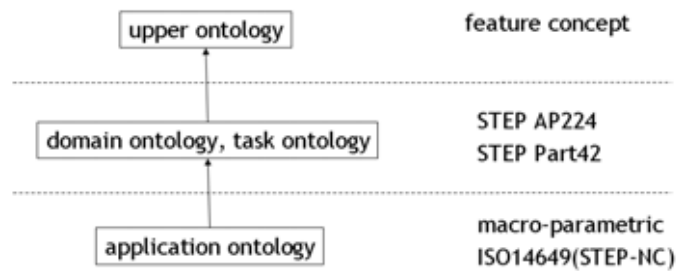 upper ontology
feature concept
domain ontology, task ontology
STEP AP224
STEP Part42
application ontology
macro-parametric
ISO14649(STEP-NC)